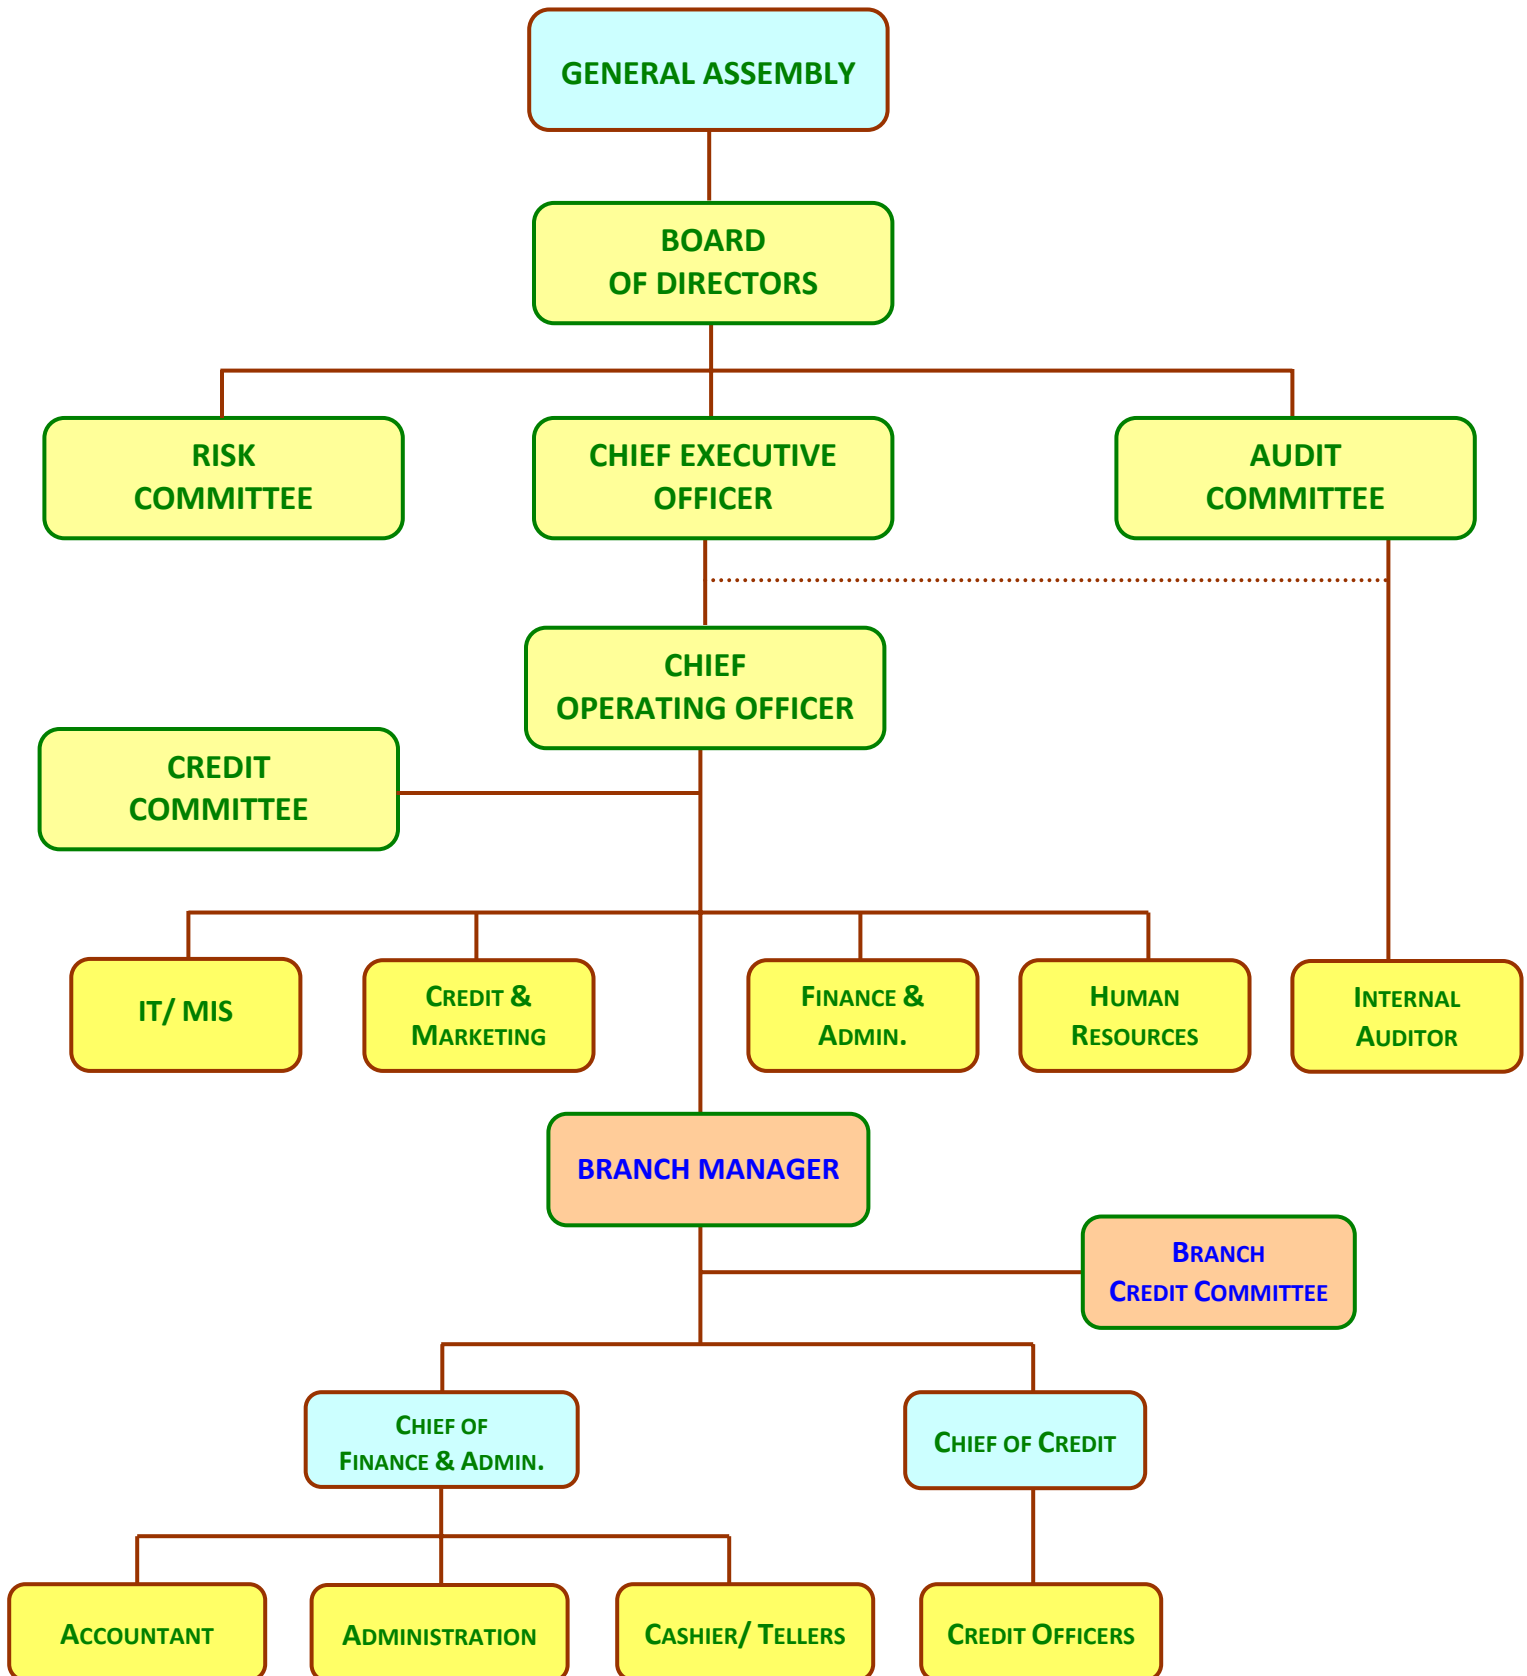 GENERAL ASSEMBLY
BOARD
OF DIRECTORS
RISK
COMMITTEE
CHIEF EXECUTIVE
OFFICER
AUDIT
COMMITTEE
CHIEF
OPERATING OFFICER
CREDIT
COMMITTEE
IT/ MIS
CREDIT &
MARKETING
FINANCE &
ADMIN.
HUMAN
RESOURCES
INTERNAL
AUDITOR
BRANCH MANAGER
BRANCH
CREDIT COMMITTEE
CHIEF OF
FINANCE & ADMIN.
CHIEF OF CREDIT
ACCOUNTANT
ADMINISTRATION
CASHIER/ TELLERS
CREDIT OFFICERS